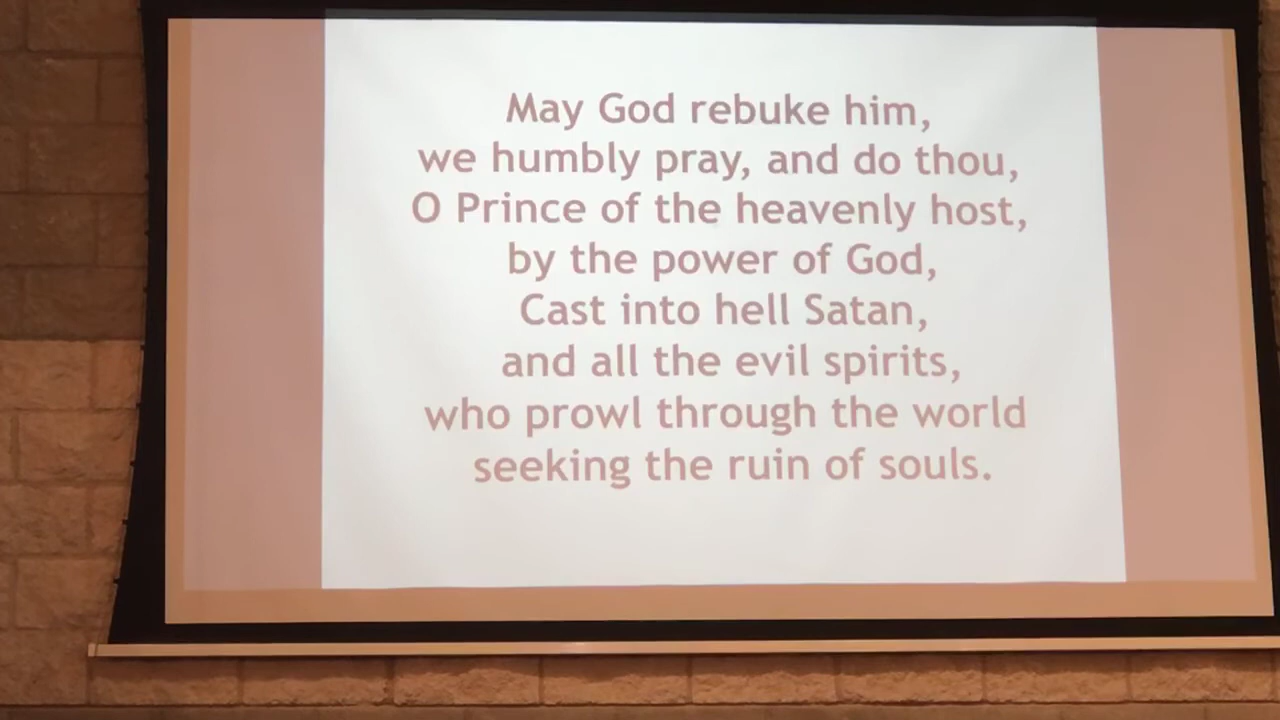 May God rebuke him,
we humbly pray, and do thou,
O Prince of the heavenly host,
by the power of God,
Cast into hell Satan,
and all the evil spirits,
who prowl through the world
seeking the ruin of souls.